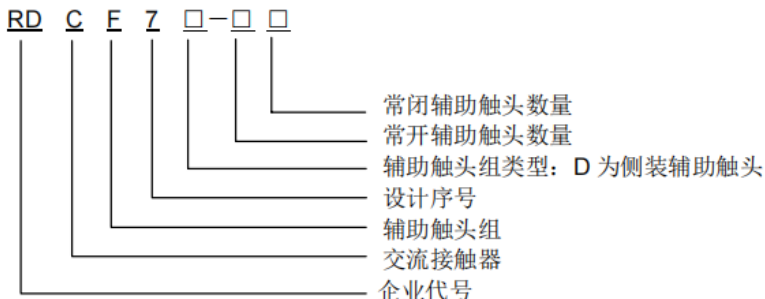 RD C F 7 □-□ □
常闭辅助触头数量
常开辅助触头数量
辅助触头组类型：D 为侧装辅助触头
设计序号
辅助触头组
交流接触器
企业代号